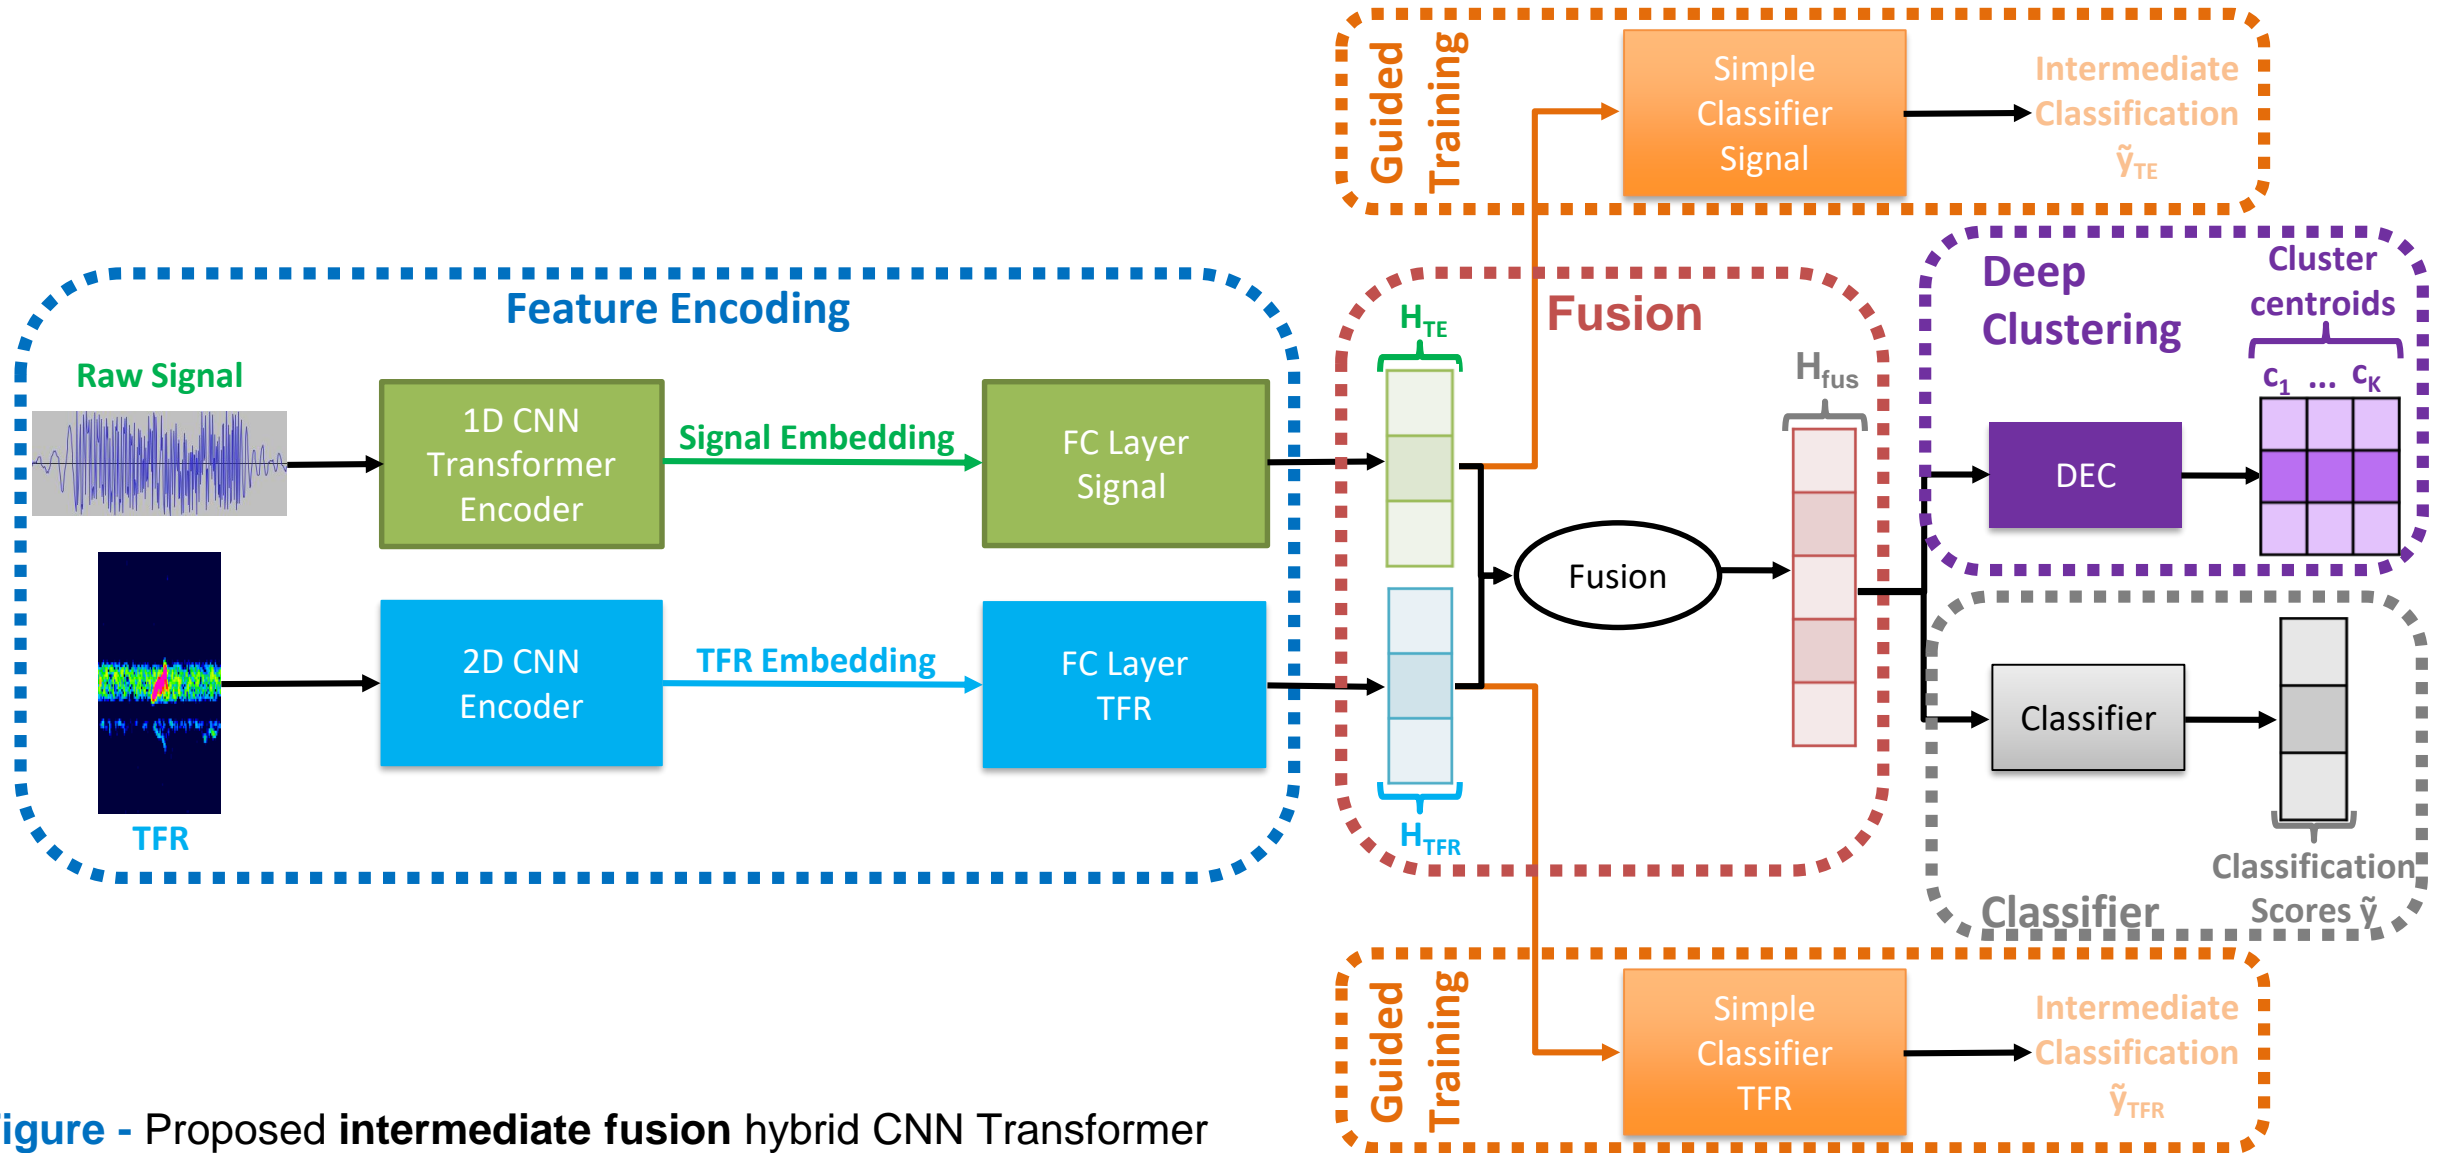 Guided
Training
Simple
Classifier
Signal
Intermediate
Classification
ỹTE
Feature Encoding
Raw Signal
1D CNN
Transformer
Encoder
Signal Embedding
FC Layer
Signal
TFR
2D CNN
Encoder
TFR Embedding
FC Layer
TFR
Fusion
HTE
HTFR
Fusion
Hfus
Deep
Clustering
Cluster
centroids
c1 ... cK
DEC
Classifier
Classification
Scores ỹ
Classifier
Guided
Training
Simple
Classifier
TFR
Intermediate
Classification
ỹTFR
igure - Proposed intermediate fusion hybrid CNN Transformer